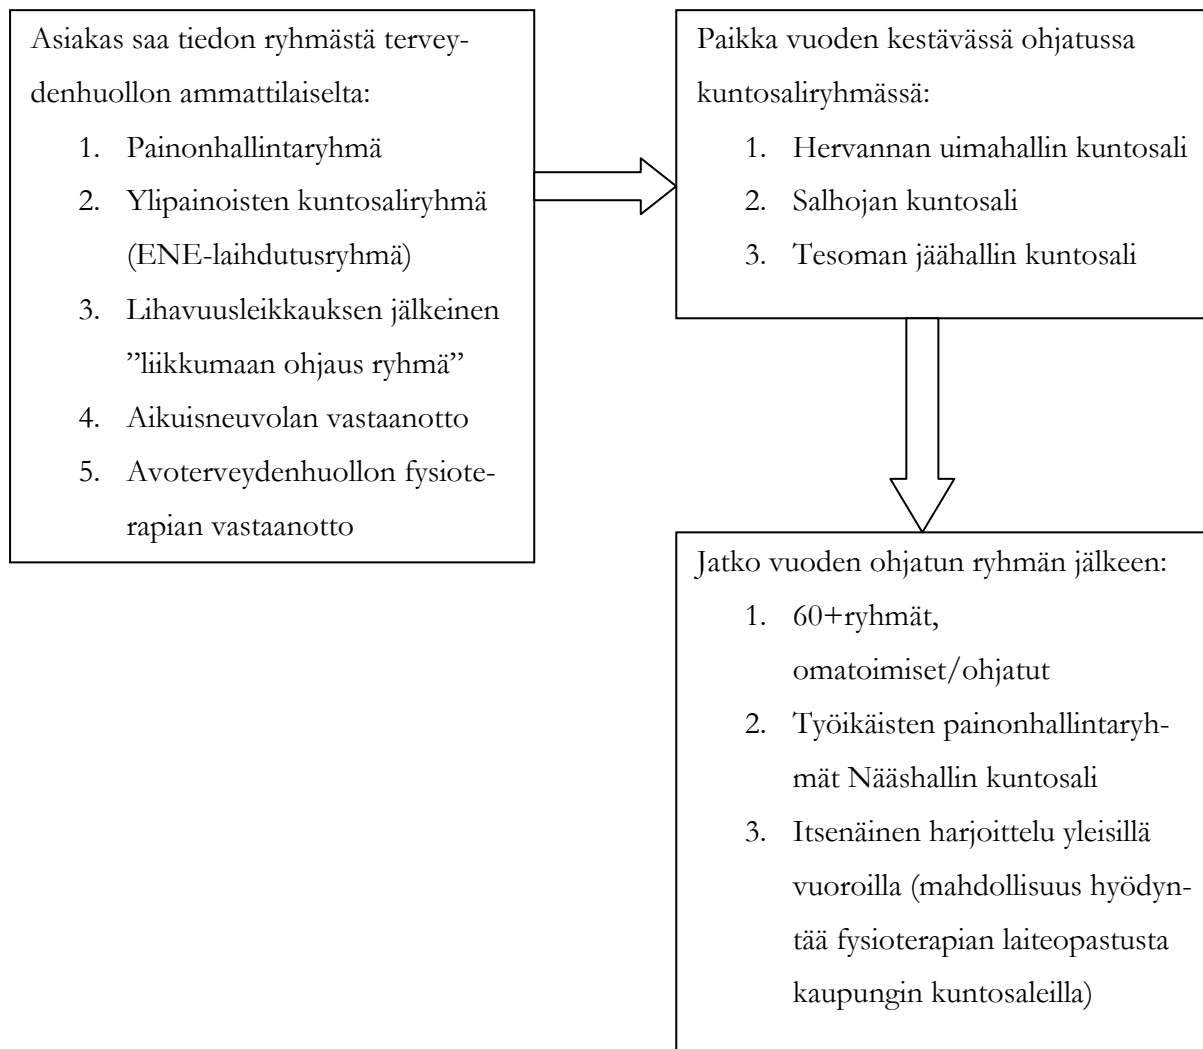 Asiakas saa tiedon ryhmästä tervey-
denhuollon ammattilaiselta:
1. Painonhallintaryhmä
2. Ylipainoisten kuntosaliryhmä
(ENE-laihdutusryhmä)
3. Lihavuusleikkauksen jälkeinen
”liikkumaan ohjaus ryhmä”
4. Aikuisneuvolan vastaanotto
5. Avoterveydenhuollon fysiote-
rapian vastaanotto
Paikka vuoden kestävässä ohjatussa
kuntosaliryhmässä:
1. Hervannan uimahallin kuntosali
2. Salhojan kuntosali
3. Tesoman jäähallin kuntosali
Jatko vuoden ohjatun ryhmän jälkeen:
1. 60+ryhmät,
omatoimiset/ohjatut
2. Työikäisten painonhallintaryh-
mät Nääshallin kuntosali
3. Itsenäinen harjoittelu yleisillä
vuoroilla (mahdollisuus hyödyn-
tää fysioterapian laiteopastusta
kaupungin kuntosaleilla)